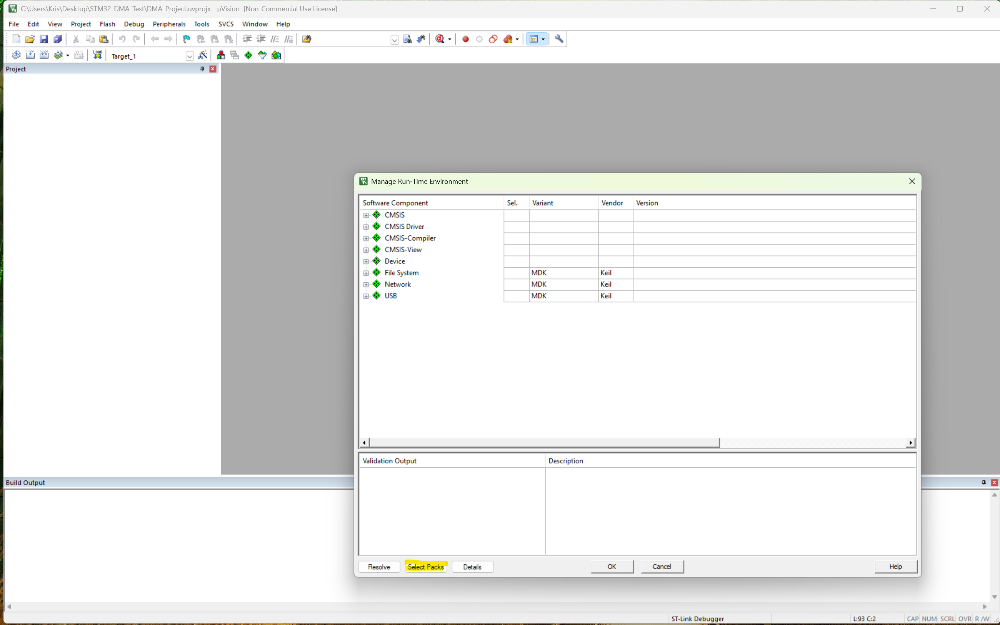 C:\Users\Kris\Desktop\STM32_DMA_Test\DMA_Project.uvprojx - µVision [Non-Commercial Use License]
File Edit View Project Flash Debug Peripherals Tools SVCS Window Help
LOAD Target_1
Project
Manage Run-Time Environment
Software Component Sel. Variant Vendor Version
CMSIS
CMSIS Driver
CMSIS-Compiler
CMSIS-View
Device
File System MDK Keil
Network MDK Keil
USB MDK Keil
Validation Output Description
Build Output
Resolve Select Packs Details OK Cancel Help
ST-Link Debugger L:93 C:2 CAP NUM SCRL OVR R/W